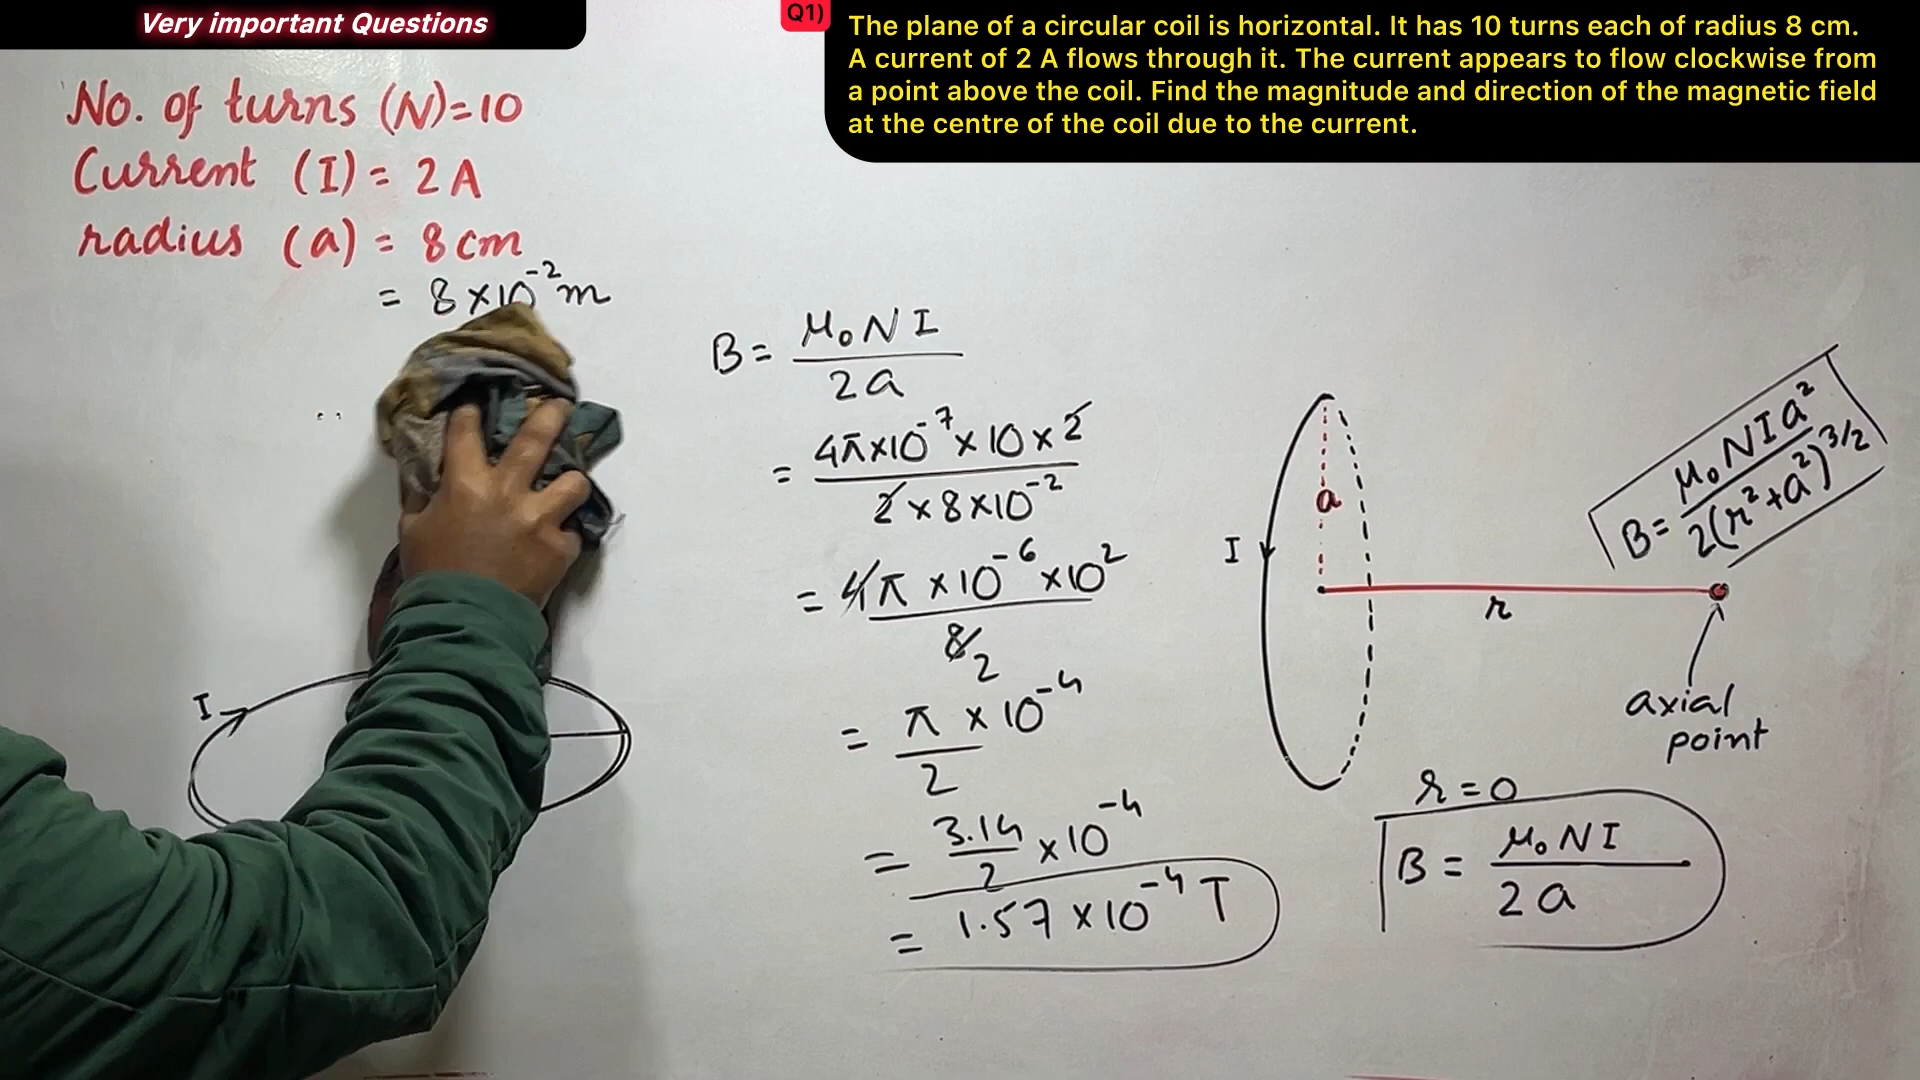 Very important Questions
Q1)
The plane of a circular coil is horizontal. It has 10 turns each of radius 8 cm.
A current of 2 A flows through it. The current appears to flow clockwise from
a point above the coil. Find the magnitude and direction of the magnetic field
at the centre of the coil due to the current.
No. of turns (N)=10
Current (I) = 2 A
radius (a) = 8 cm
= 8×10⁻² m
I
B = μ₀ N I / 2a
= 4π×10⁻⁷ × 10 × 2 / 2 × 8×10⁻²
= 4π × 10⁻⁶ × 10² / 8 2
= π × 10⁻⁴ / 2
= 3.14 / 2 × 10⁻⁴
= 1.57 × 10⁻⁴ T
I
a
r
axial
point
B = μ₀ N I a² / 2(r² + a²)^3/2
r = 0
B = μ₀ N I / 2a